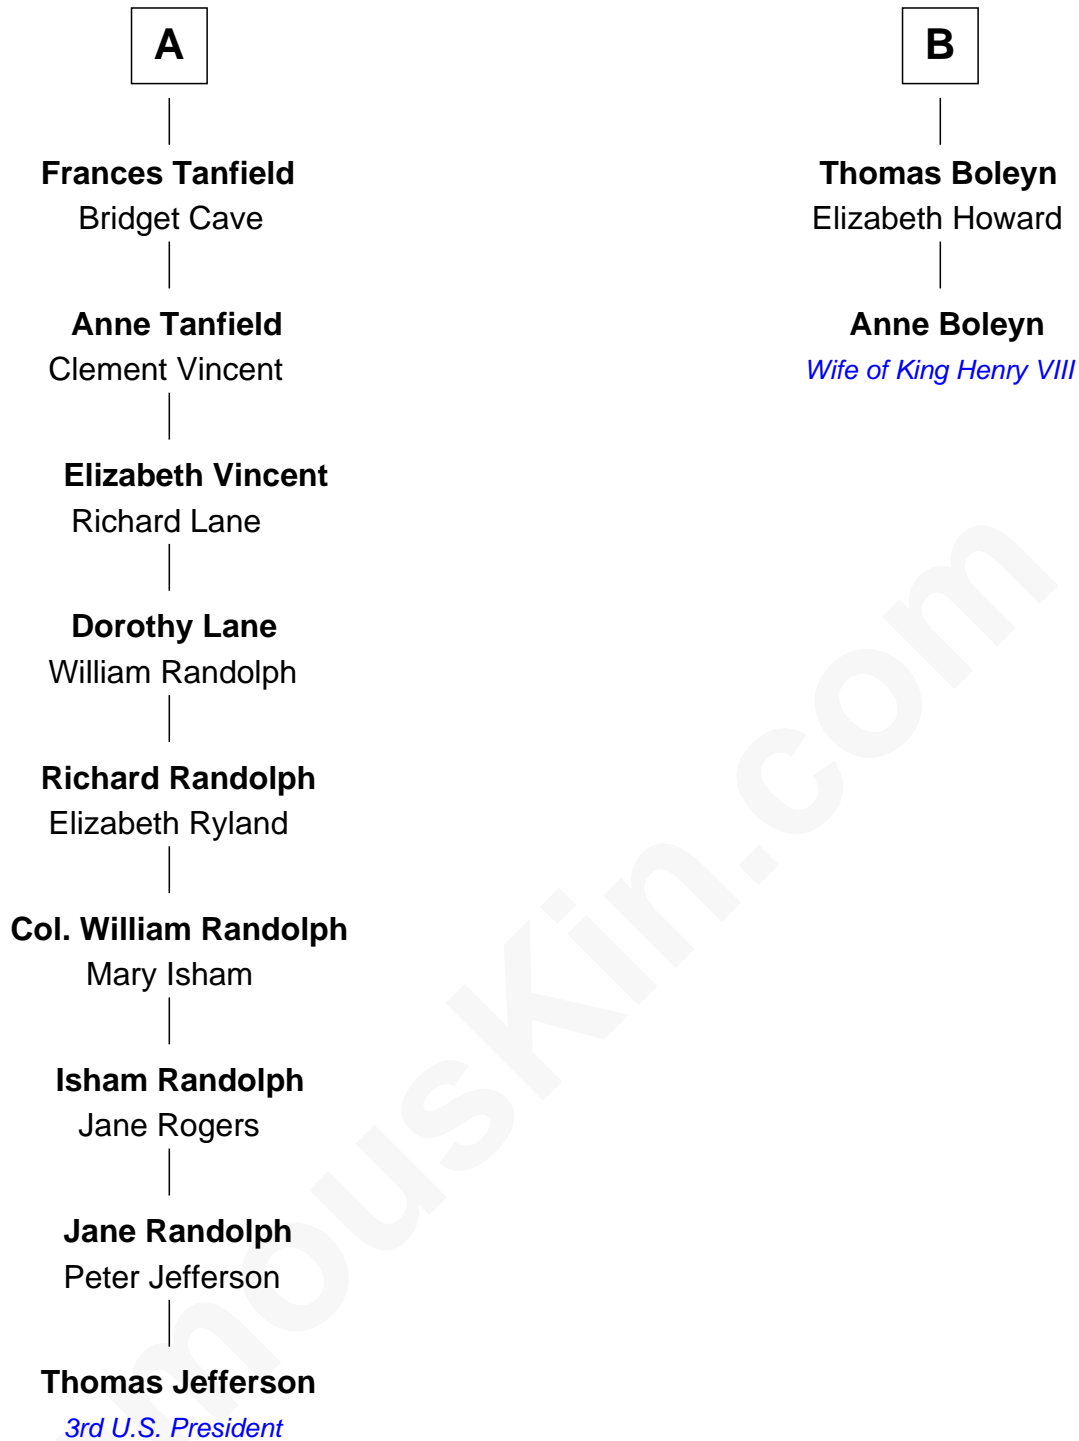 A
Frances Tanfield
Bridget Cave
Anne Tanfield
Clement Vincent
Elizabeth Vincent
Richard Lane
Dorothy Lane
William Randolph
Richard Randolph
Elizabeth Ryland
Col. William Randolph
Mary Isham
Isham Randolph
Jane Rogers
Jane Randolph
Peter Jefferson
Thomas Jefferson
3rd U.S. President
B
Thomas Boleyn
Elizabeth Howard
Anne Boleyn
Wife of King Henry VIII
mousKin.com